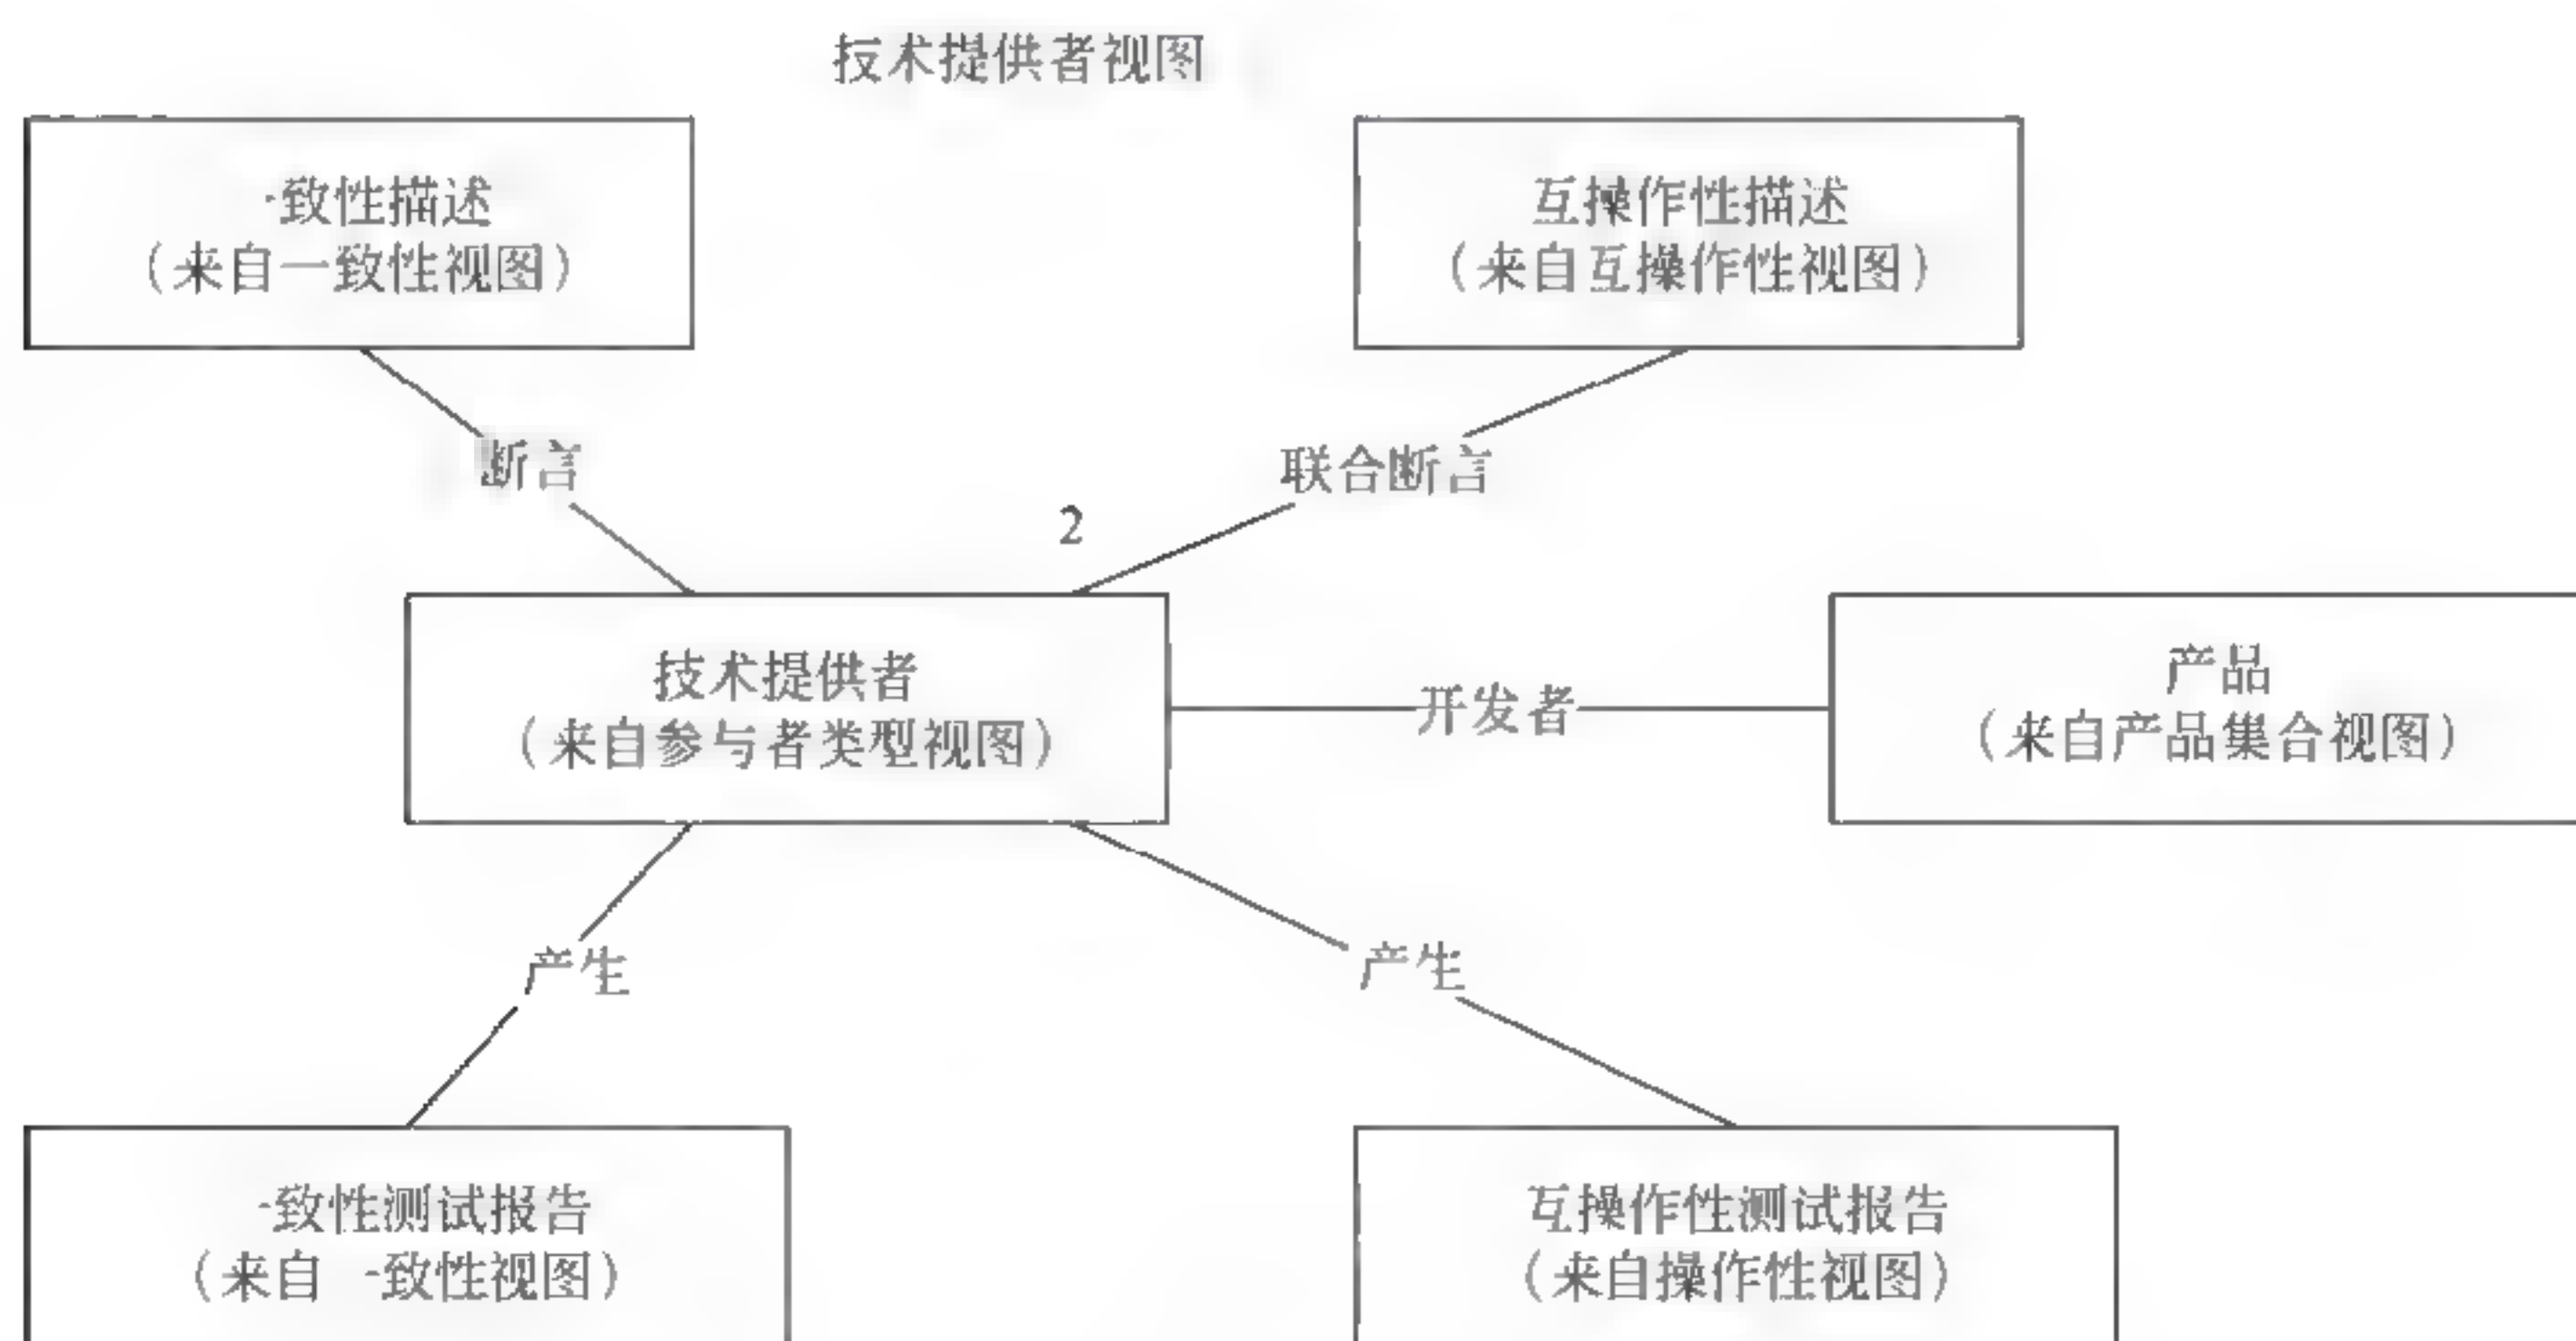 技术提供者视图
一致性描述
（来自一致性视图）
互操作性描述
（来自互操作性视图）
断言
联合断言
2
技术提供者
（来自参与者类型视图）
开发者
产品
（来自产品集合视图）
产生
产生
一致性测试报告
（来自一致性视图）
互操作性测试报告
（来自操作性视图）